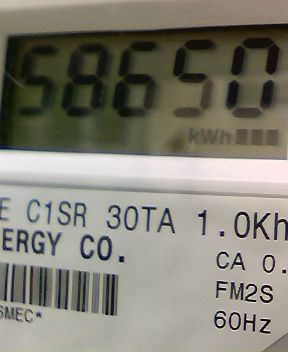 58650
kWh
E C1SR 30TA 1.0Kh
ERGY CO.
CA 0.
FM2S
SMEC*
60Hz